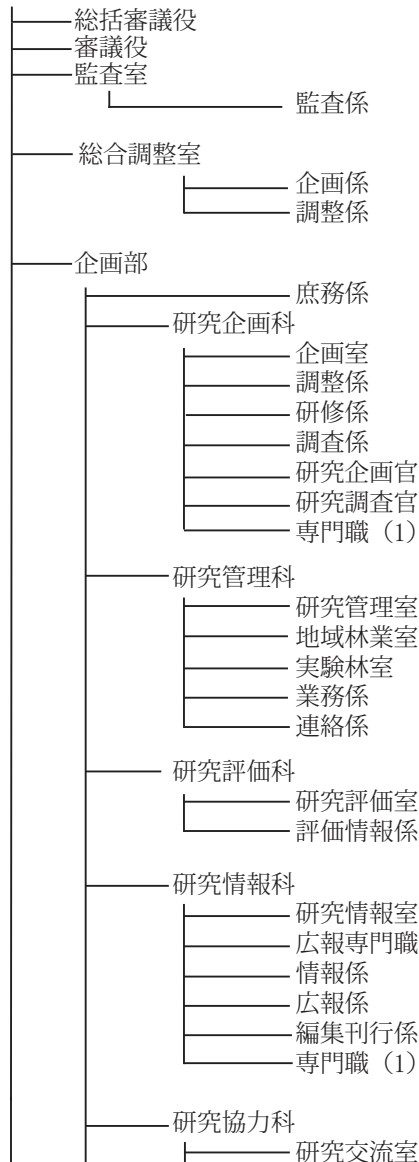 総括審議役
審議役
監査室
監査係
総合調整室
企画係
調整係
企画部
庶務係
研究企画科
企画室
調整係
研修係
調査係
研究企画官
研究調査官
専門職（1）
研究管理科
研究管理室
地域林業室
実験林室
業務係
連絡係
研究評価科
研究評価室
評価情報係
研究情報科
研究情報室
広報専門職
情報係
広報係
編集刊行係
専門職（1）
研究協力科
研究交流室